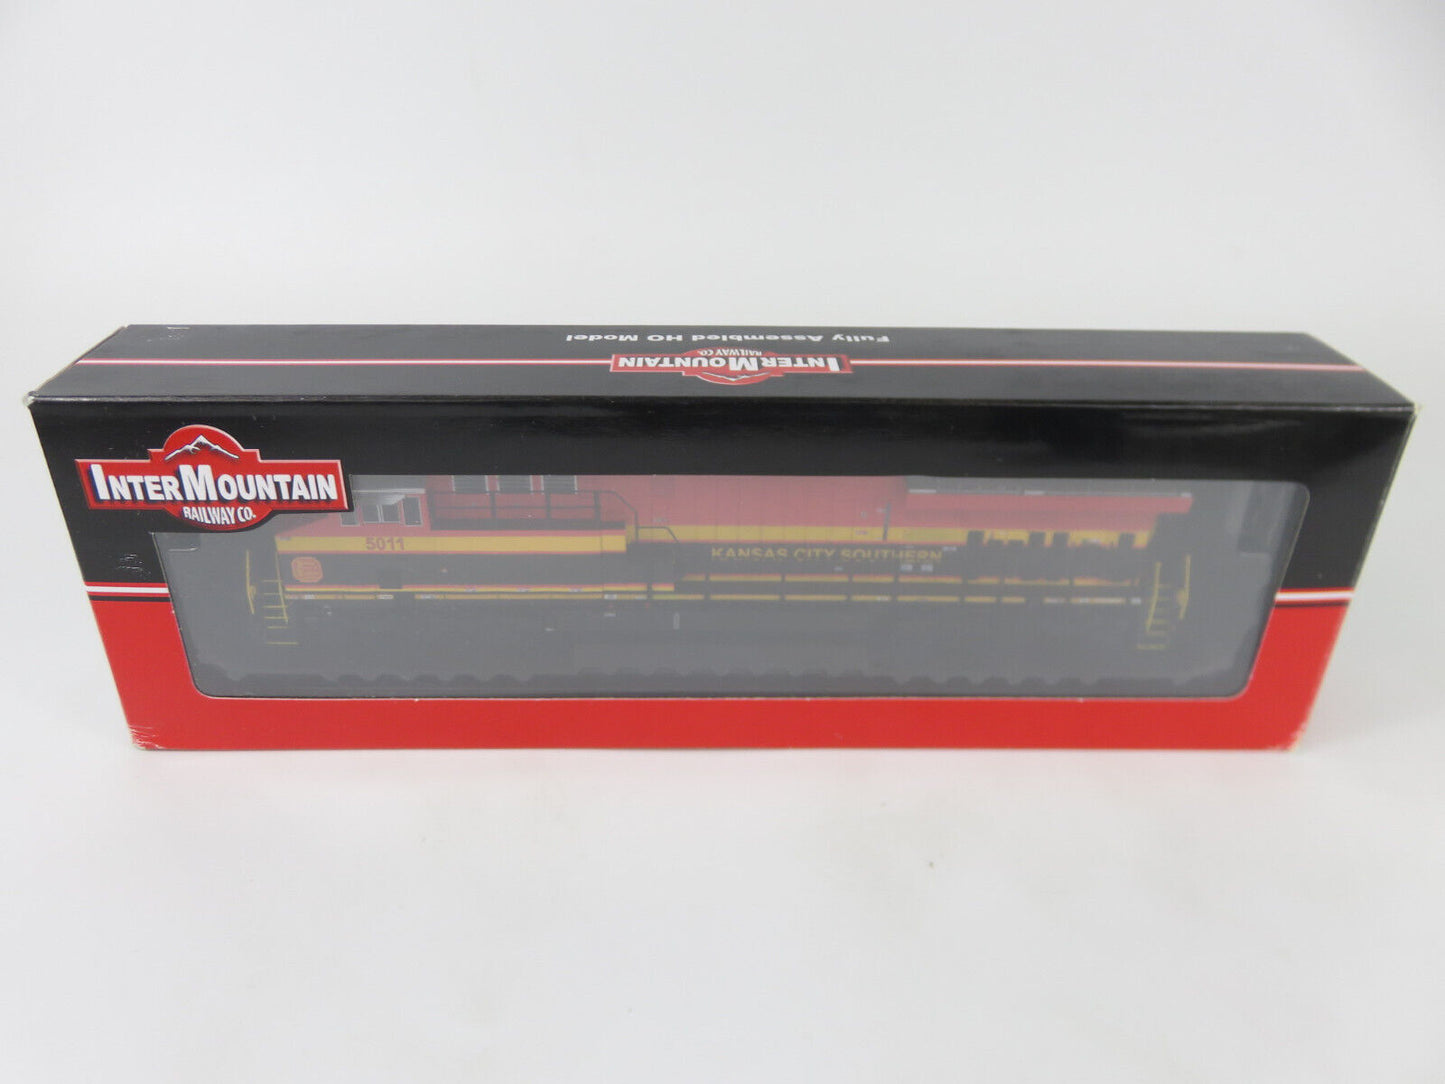 Fully Assembled HO Model
INTERMOUNTAIN
RAILWAY CO.
INTERMOUNTAIN
RAILWAY CO.
5011
KANSAS CITY SOUTHERN